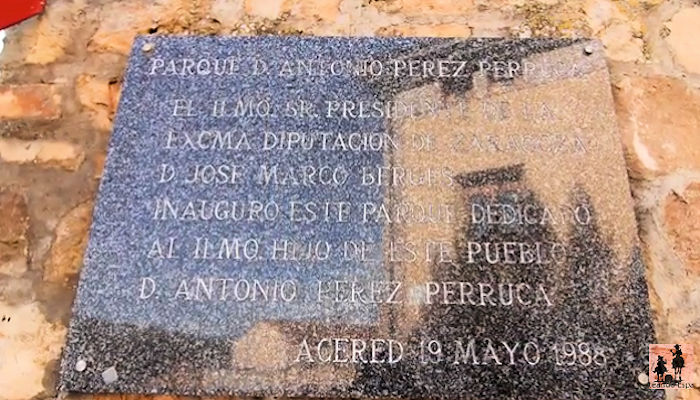 PARQUE D. ANTONIO PEREZ PERRUCA
EL ILMO. SR. PRESIDENTE DE LA
EXCMA DIPUTACION DE ZARAGOZA
D. JOSE MARCO BERGES
INAUGURO ESTE PARQUE DEDICADO
AL ILMO. HIJO DE ESTE PUEBLO
D. ANTONIO PEREZ PERRUCA
ACERED 19 MAYO 1988